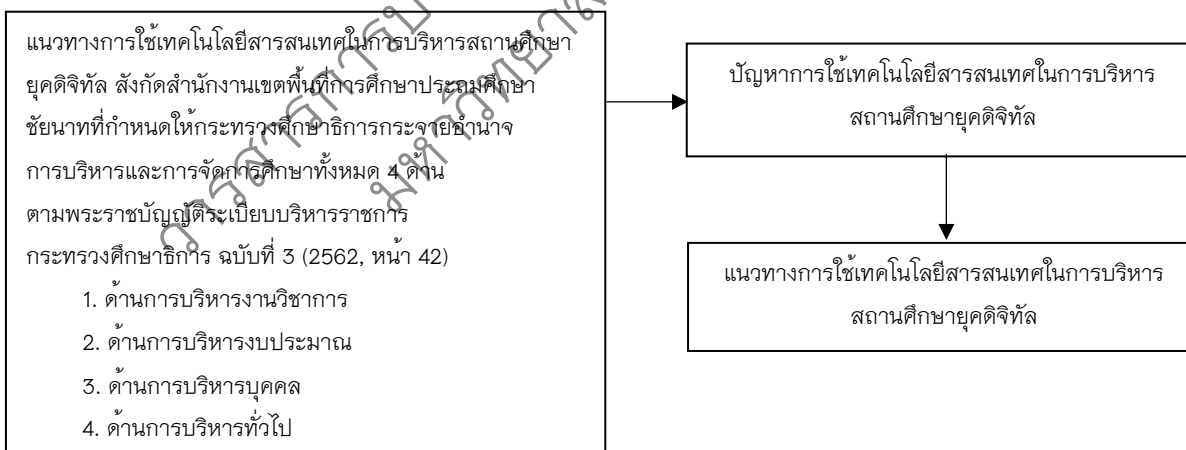 แนวทางการใช้เทคโนโลยีสารสนเทศในการบริหารสถานศึกษา
ยุคดิจิทัล สังกัดสำนักงานเขตพื้นที่การศึกษาประถมศึกษา
ชัยนาทที่กำหนดให้กระทรวงศึกษาธิการกระจายอำนาจ
การบริหารและการจัดการศึกษาทั้งหมด 4 ด้าน
ตามพระราชบัญญัติระเบียบบริหารราชการ
กระทรวงศึกษาธิการ ฉบับที่ 3 (2562, หน้า 42)
1. ด้านการบริหารงานวิชาการ
2. ด้านการบริหารงบประมาณ
3. ด้านการบริหารบุคคล
4. ด้านการบริหารทั่วไป
ปัญหาการใช้เทคโนโลยีสารสนเทศในการบริหาร
สถานศึกษายุคดิจิทัล
แนวทางการใช้เทคโนโลยีสารสนเทศในการบริหาร
สถานศึกษายุคดิจิทัล